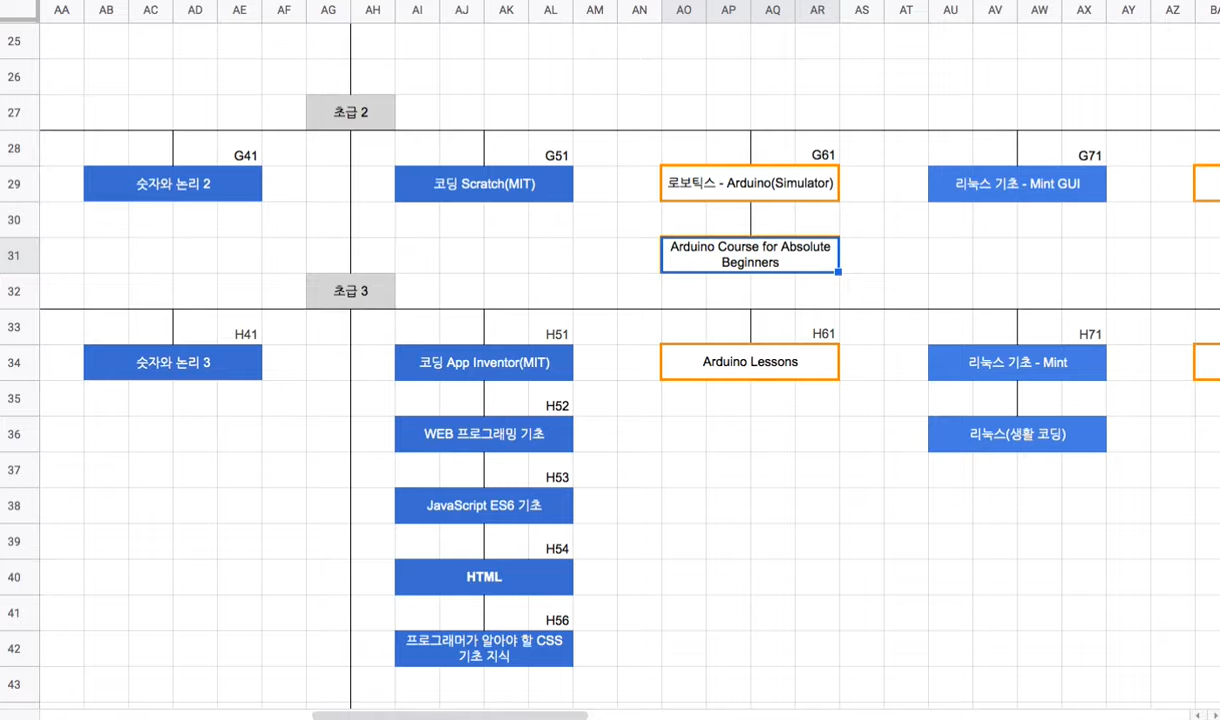 AA AB AC AD AE AF AG AH AI AJ AK AL AM AN AO AP AQ AR AS AT AU AV AW AX AY AZ
25
26
27 초급 2
28 G41 G51 G61 G71
29 숫자와 논리 2 코딩 Scratch(MIT) 로보틱스 - Arduino(Simulator) 리눅스 기초 - Mint GUI
30
31 Arduino Course for Absolute
Beginners
32 초급 3
33 H41 H51 H61 H71
34 숫자와 논리 3 코딩 App Inventor(MIT) Arduino Lessons 리눅스 기초 - Mint
35 H52
36 WEB 프로그래밍 기초 리눅스(생활 코딩)
37 H53
38 JavaScript ES6 기초
39 H54
40 HTML
41 H56
42 프로그래머가 알아야 할 CSS
기초 지식
43